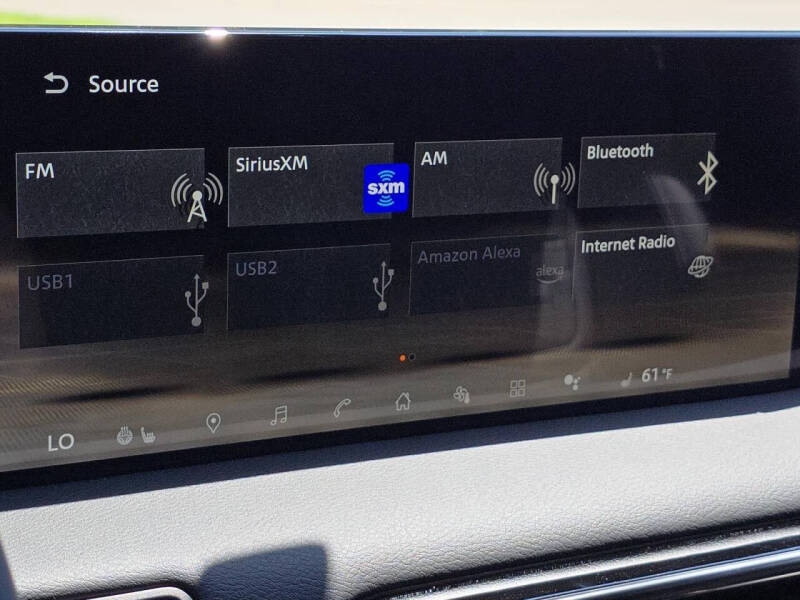 Source
FM
SiriusXM
sxm
AM
Bluetooth
USB1
USB2
Amazon Alexa
alexa
Internet Radio
LO
61°F